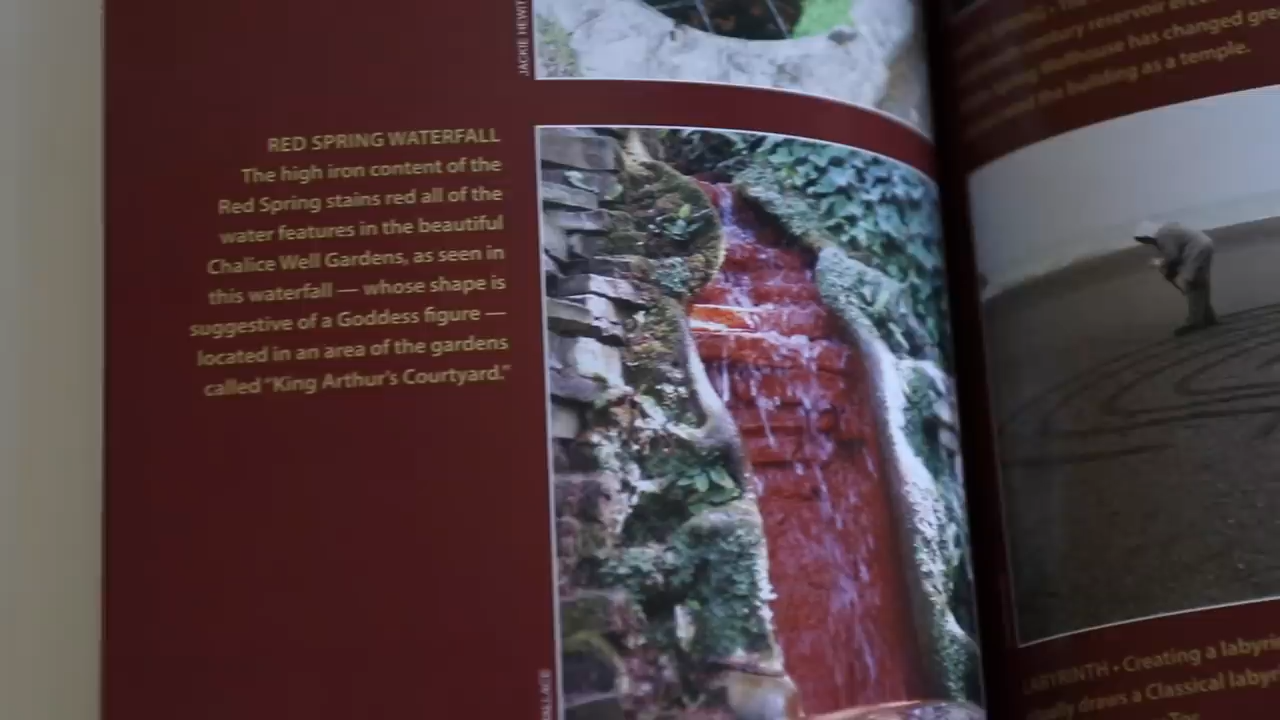 JACKIE HEWIT
RED SPRING WATERFALL
The high iron content of the
Red Spring stains red all of the
water features in the beautiful
Chalice Well Gardens, as seen in
this waterfall — whose shape is
suggestive of a Goddess figure —
located in an area of the gardens
called "King Arthur's Courtyard."
century reservoir
Wellhouse has changed gre
the building as a temple.
LABYRINTH • Creating a labyri
draws a Classical labyr